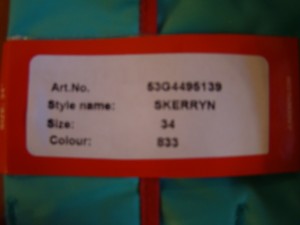 Art.No. 53G4495139
Style name: SKERRYN
Size: 34
Colour: 833